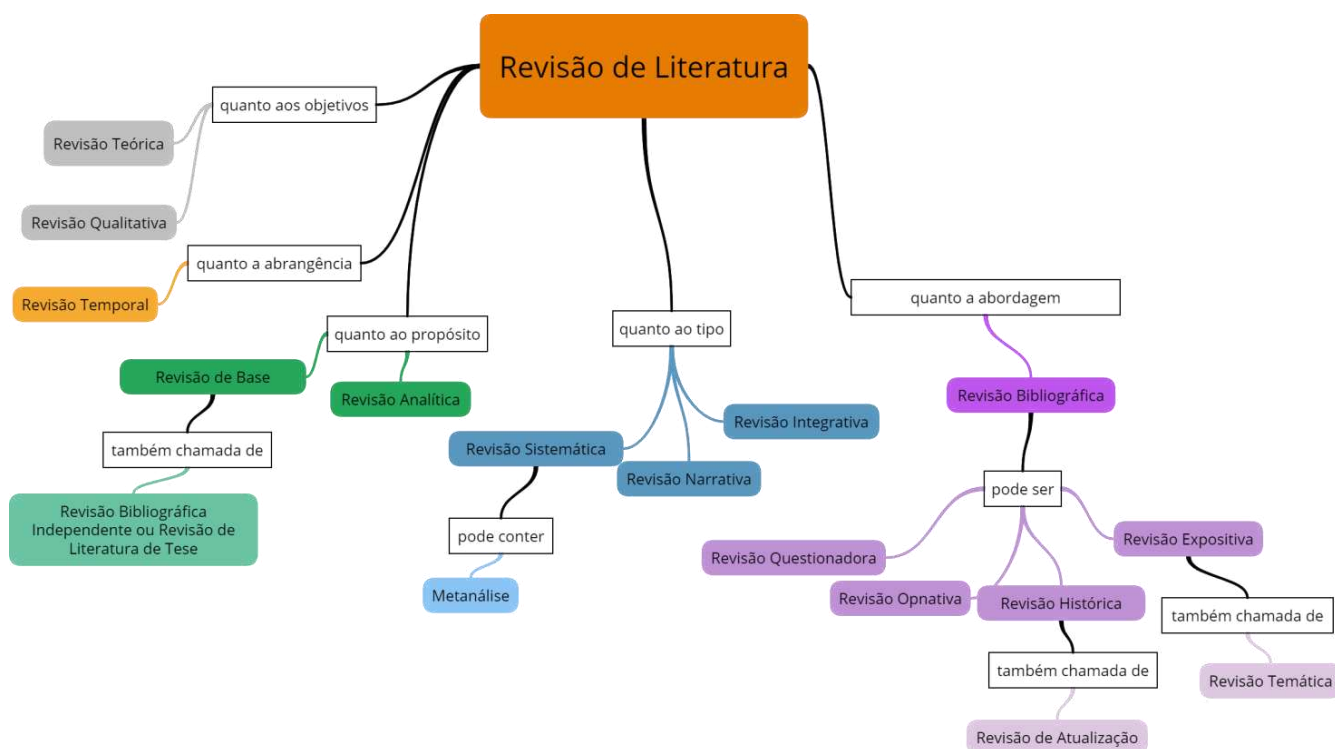 Revisão de Literatura
quanto aos objetivos
Revisão Teórica
Revisão Qualitativa
quanto a abrangência
Revisão Temporal
quanto ao propósito
Revisão de Base
Revisão Analítica
também chamada de
Revisão Bibliográfica
Independente ou Revisão de
Literatura de Tese
quanto ao tipo
Revisão Integrativa
Revisão Sistemática
Revisão Narrativa
pode conter
Metanálise
quanto a abordagem
Revisão Bibliográfica
pode ser
Revisão Questionadora
Revisão Opnativa
Revisão Histórica
Revisão Expositiva
também chamada de
Revisão Temática
também chamada de
Revisão de Atualização